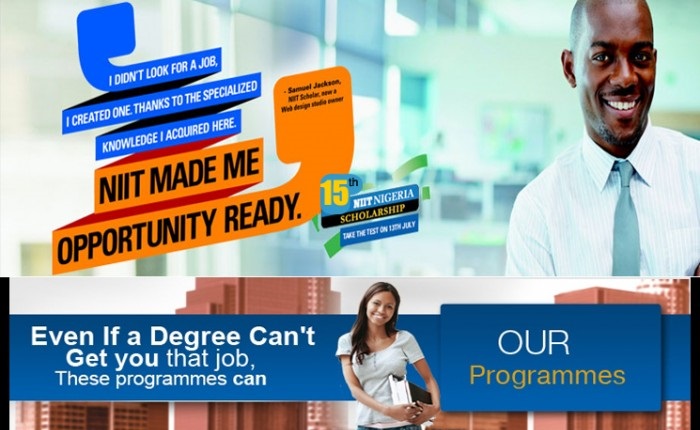 I DIDN'T LOOK FOR A JOB,
I CREATED ONE. THANKS TO THE SPECIALIZED
KNOWLEDGE I ACQUIRED HERE.
NIIT MADE ME
OPPORTUNITY READY.
- Samuel Jackson,
NIIT Scholar, now a
Web design studio owner
15th
NIIT NIGERIA
SCHOLARSHIP
TAKE THE TEST ON 13TH JULY
Even If a Degree Can't
Get you that job,
These programmes can
OUR
Programmes